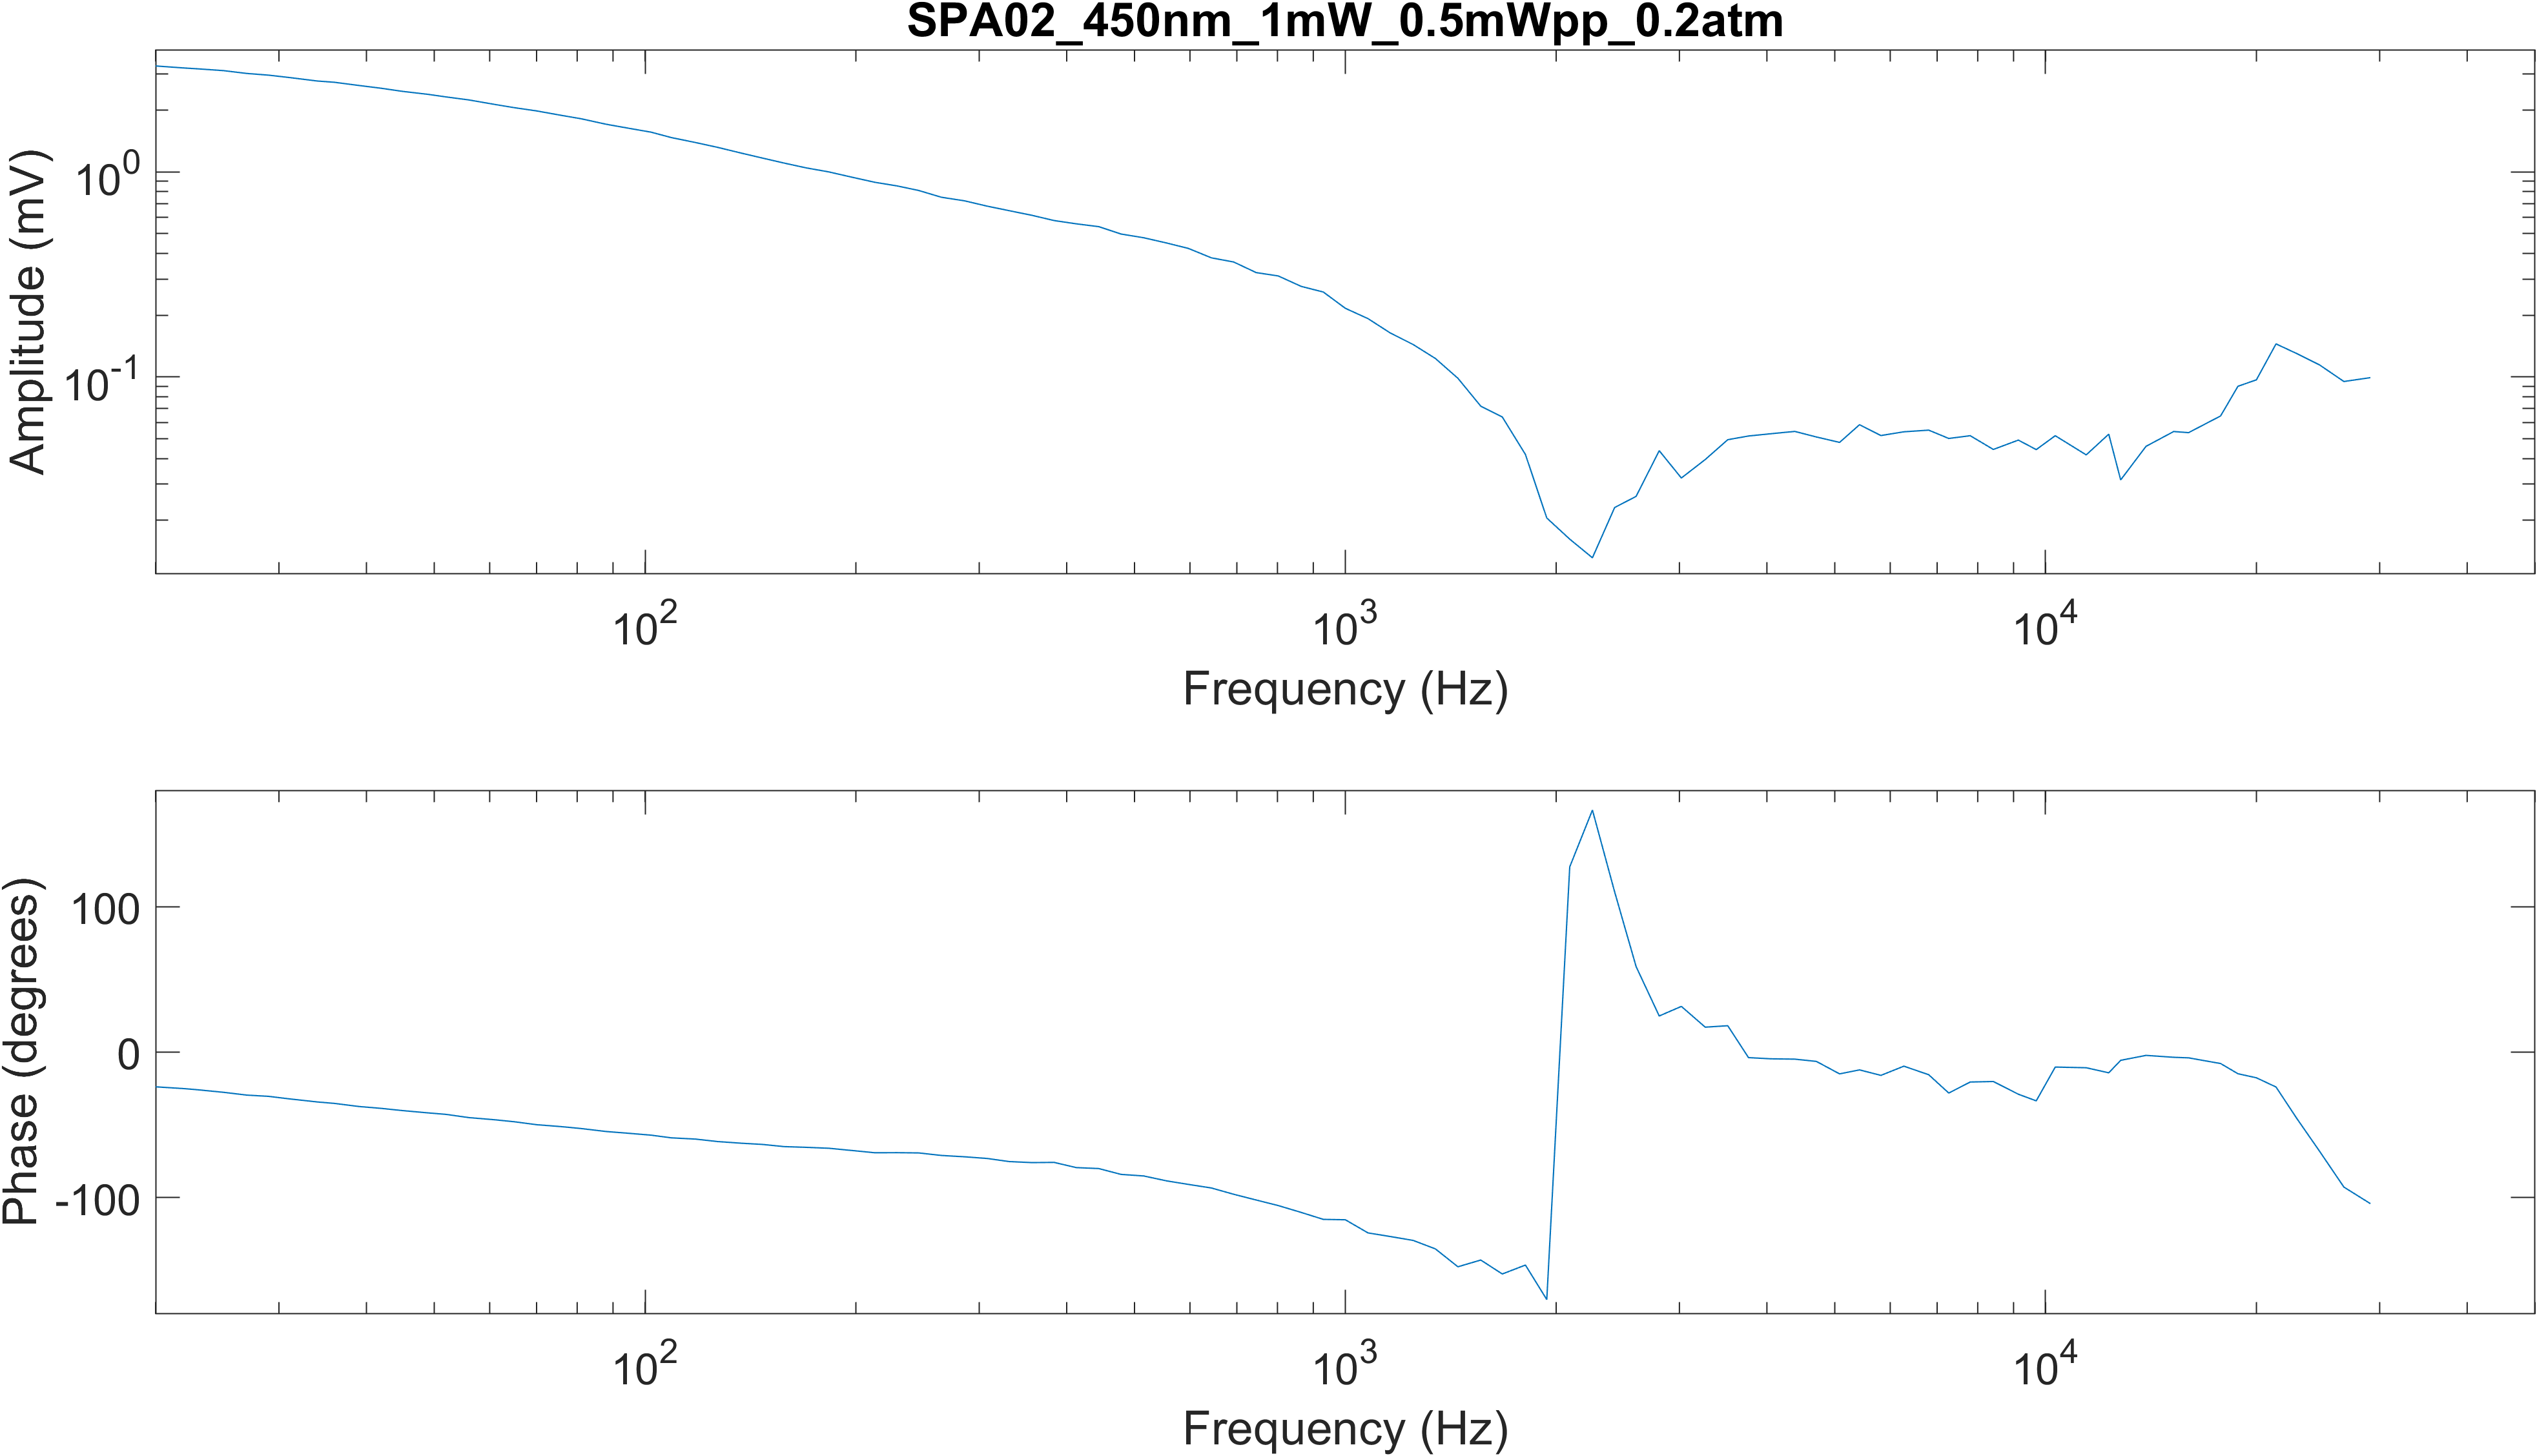 SPA02_450nm_1mW_0.5mWpp_0.2atm
Amplitude (mV)
10^0
10^-1
10^2
10^3
10^4
Frequency (Hz)
Phase (degrees)
100
0
-100
10^2
10^3
10^4
Frequency (Hz)